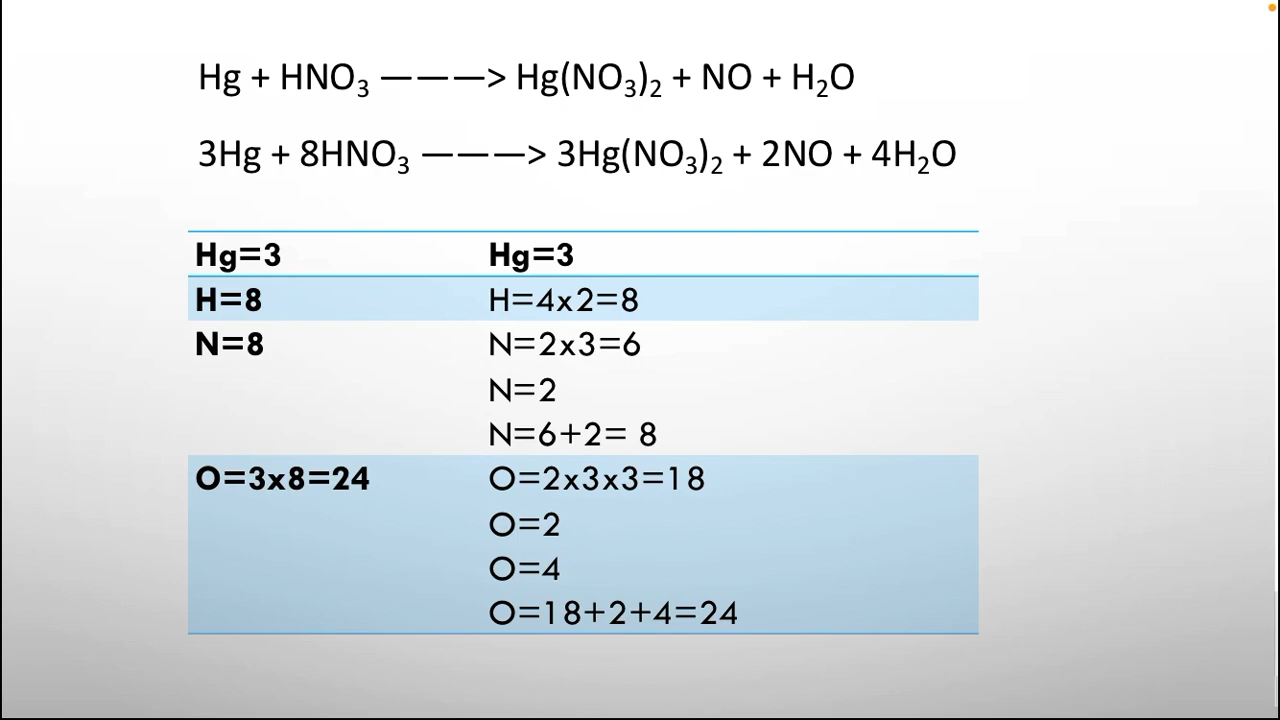 Hg + HNO₃ ———> Hg(NO₃)₂ + NO + H₂O
3Hg + 8HNO₃ ———> 3Hg(NO₃)₂ + 2NO + 4H₂O
Hg=3 Hg=3
H=8 H=4x2=8
N=8 N=2x3=6
N=2
N=6+2= 8
O=3x8=24 O=2x3x3=18
O=2
O=4
O=18+2+4=24